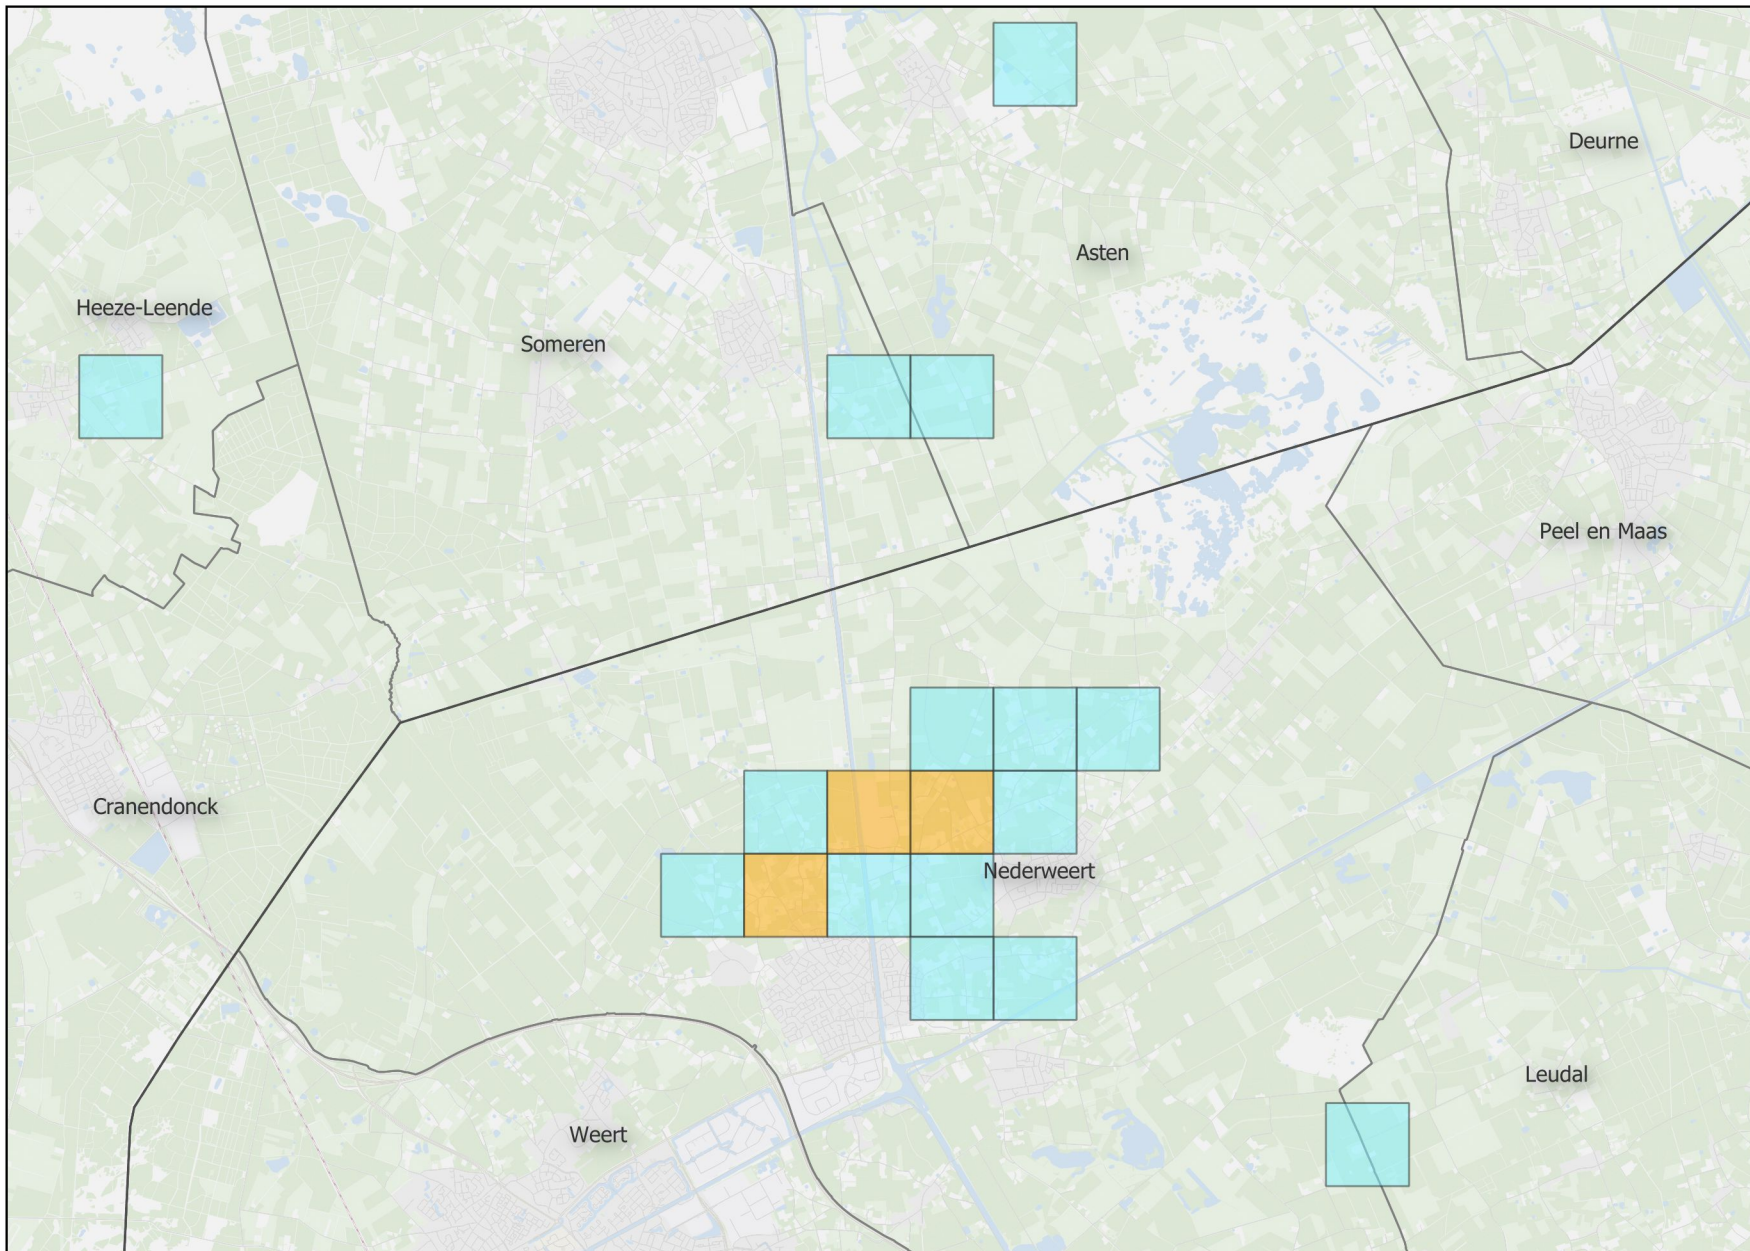 Deurne
Asten
Heeze-Leende
Someren
Peel en Maas
Cranendonck
Nederweert
Leudal
Weert